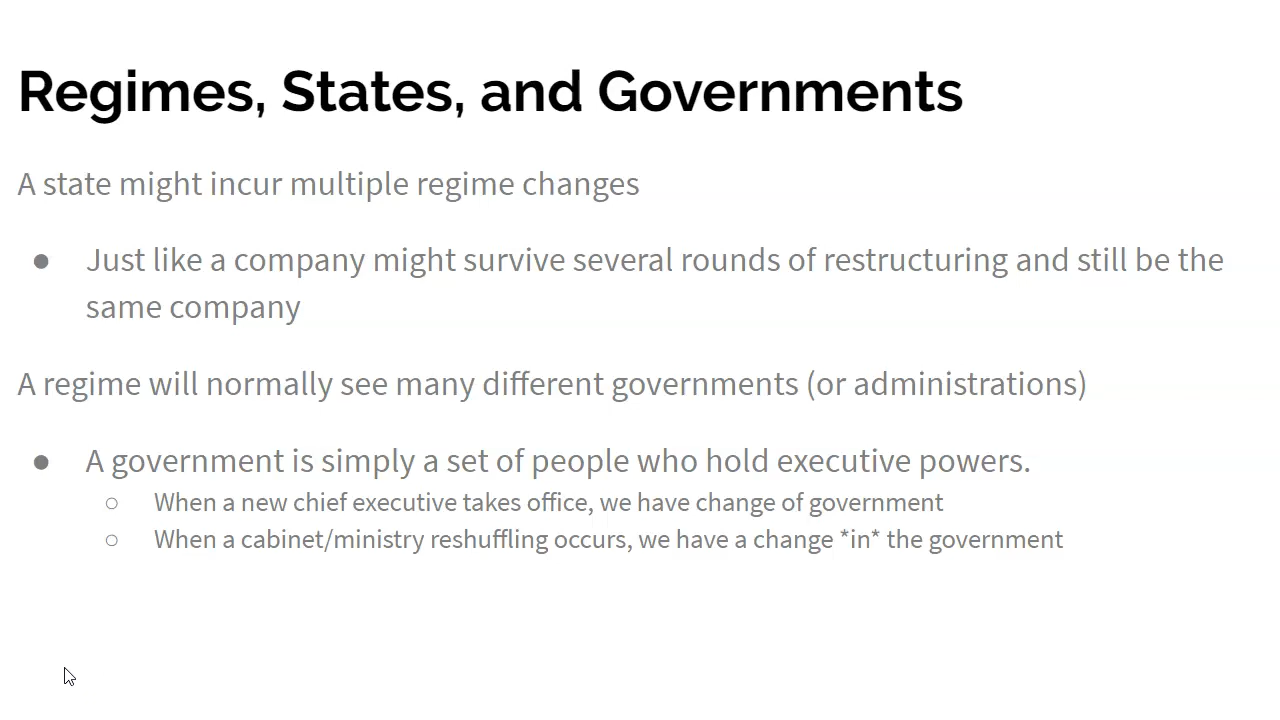 Regimes, States, and Governments
A state might incur multiple regime changes
● Just like a company might survive several rounds of restructuring and still be the
same company
A regime will normally see many different governments (or administrations)
● A government is simply a set of people who hold executive powers.
○ When a new chief executive takes office, we have change of government
○ When a cabinet/ministry reshuffling occurs, we have a change *in* the government